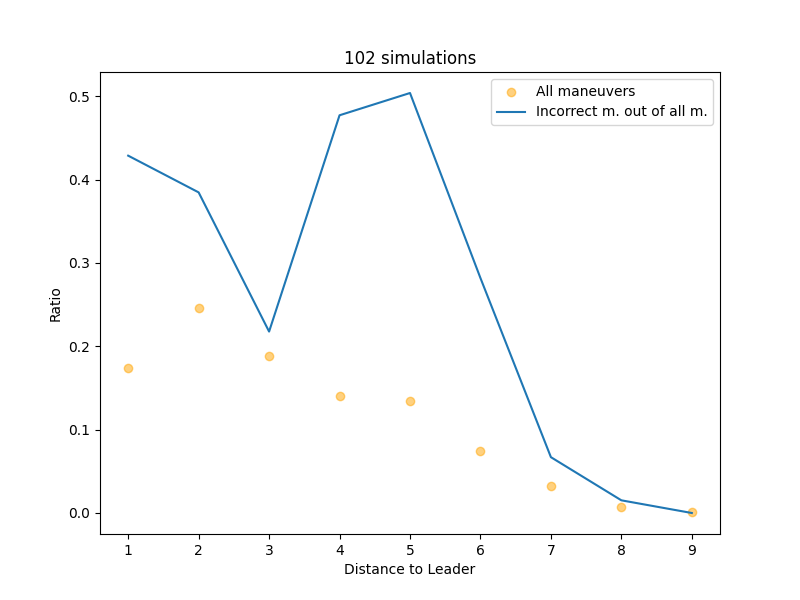 102 simulations
All maneuvers
Incorrect m. out of all m.
Ratio
0.5
0.4
0.3
0.2
0.1
0.0
1 2 3 4 5 6 7 8 9
Distance to Leader